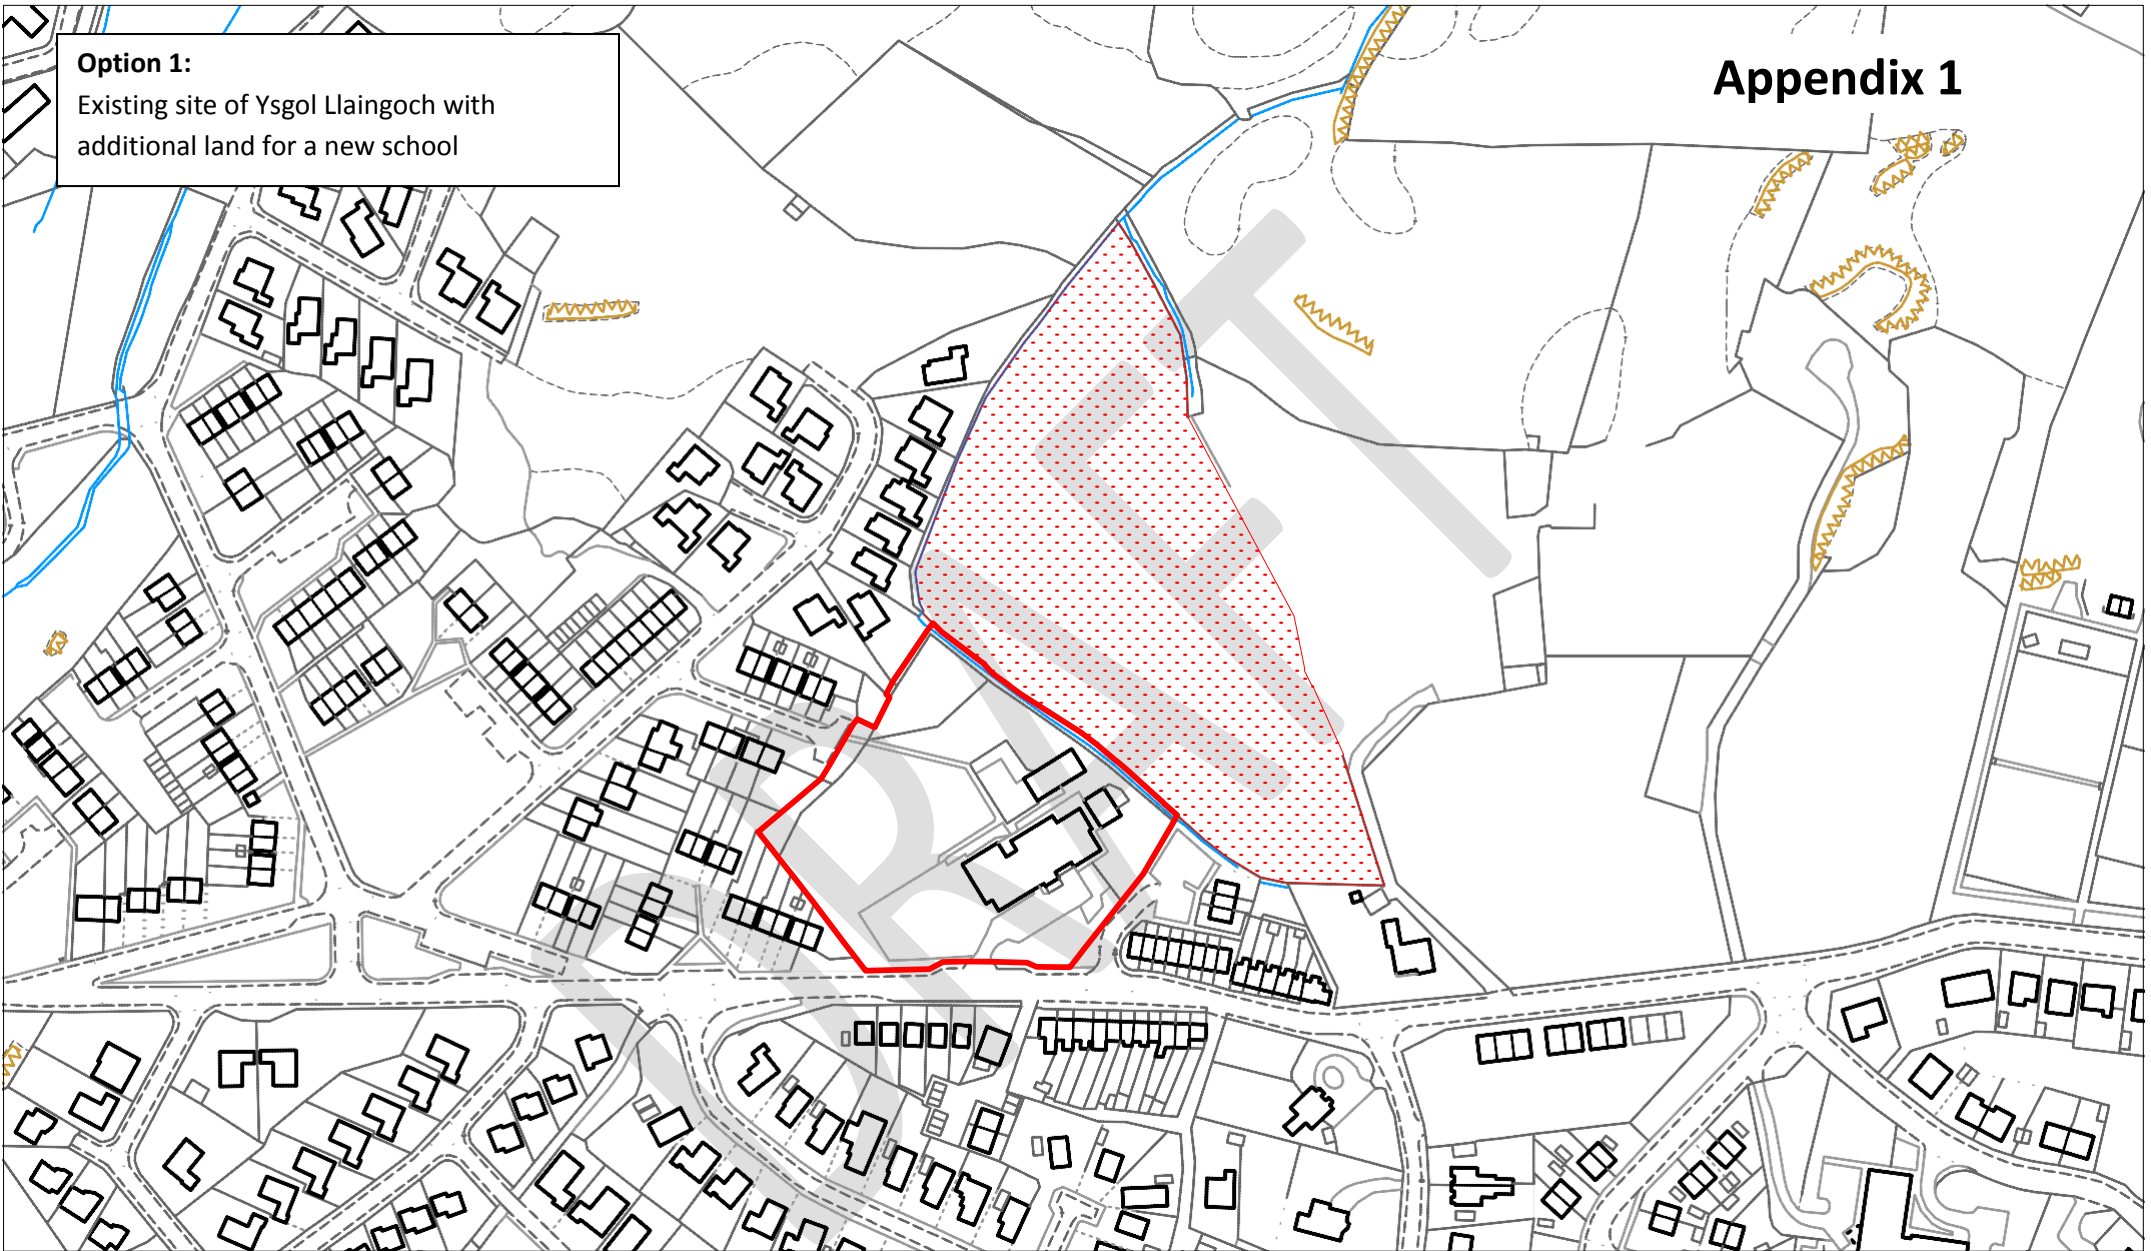 Option 1:
Existing site of Ysgol Llaingoch with
additional land for a new school
Appendix 1
DRAFT